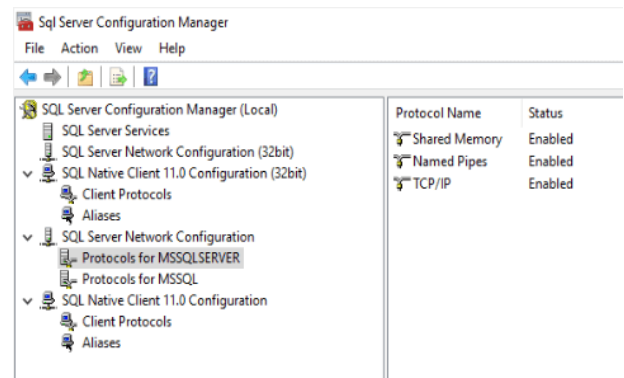 Sql Server Configuration Manager
File Action View Help
SQL Server Configuration Manager (Local)
SQL Server Services
SQL Server Network Configuration (32bit)
SQL Native Client 11.0 Configuration (32bit)
Client Protocols
Aliases
SQL Server Network Configuration
Protocols for MSSQLSERVER
Protocols for MSSQL
SQL Native Client 11.0 Configuration
Client Protocols
Aliases
Protocol Name Status
Shared Memory Enabled
Named Pipes Enabled
TCP/IP Enabled